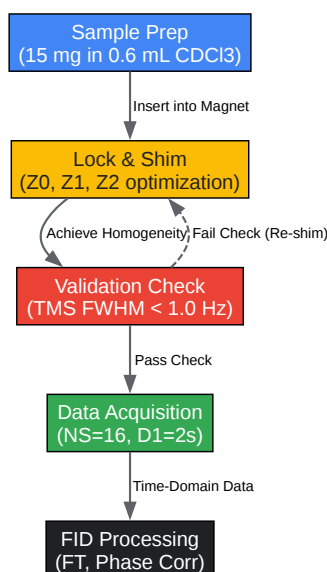 Sample Prep
(15 mg in 0.6 mL CDCl3)
Insert into Magnet
Lock & Shim
(Z0, Z1, Z2 optimization)
Achieve Homogeneity
Fail Check (Re-shim)
Validation Check
(TMS FWHM < 1.0 Hz)
Pass Check
Data Acquisition
(NS=16, D1=2s)
Time-Domain Data
FID Processing
(FT, Phase Corr)